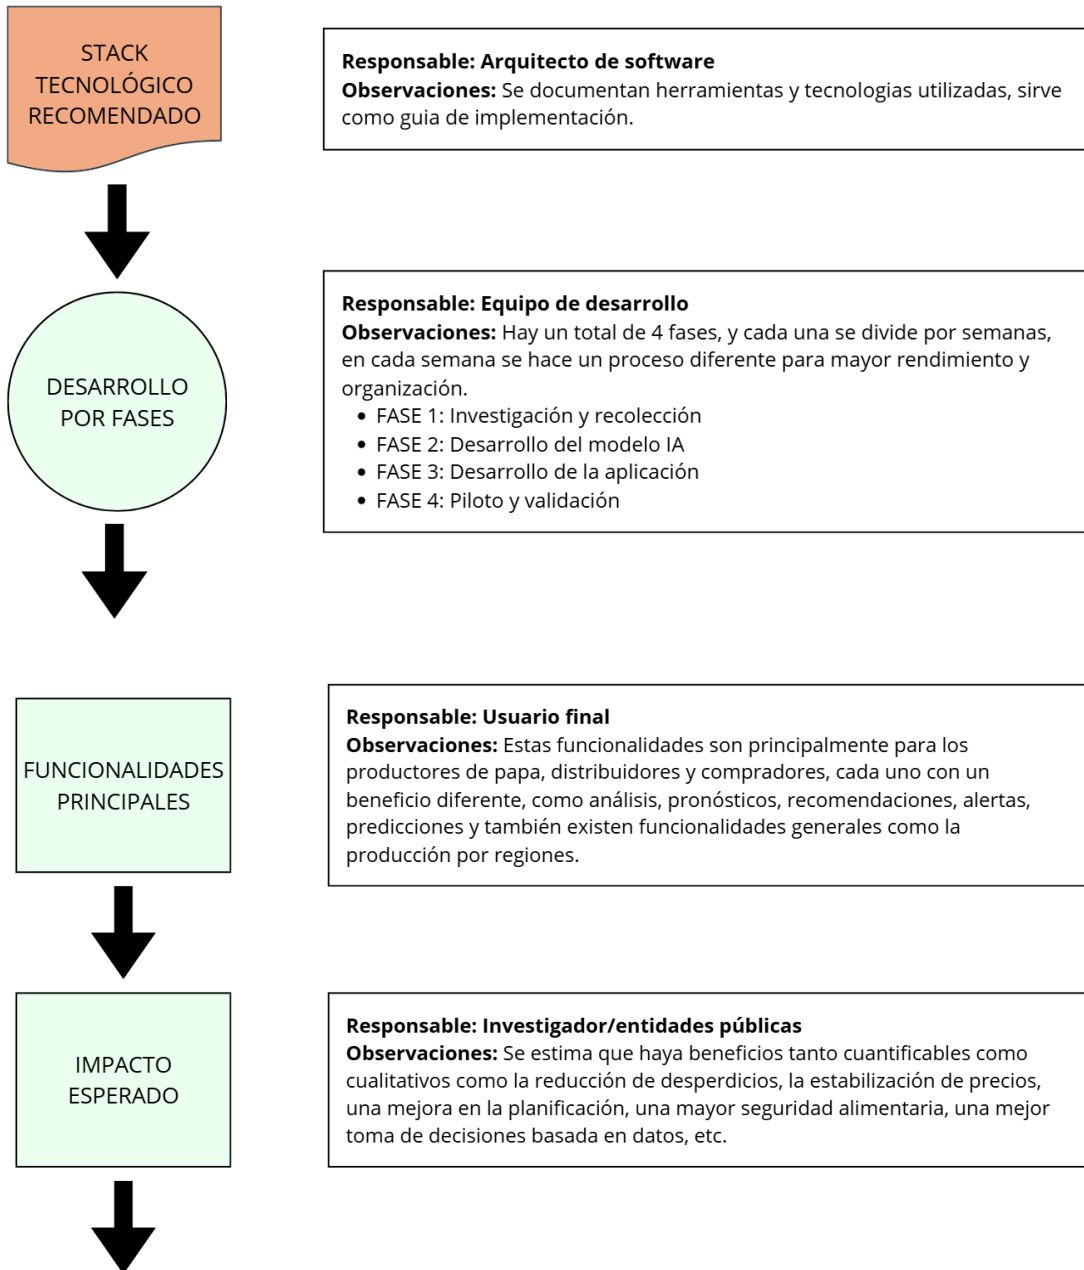 STACK
TECNOLÓGICO
RECOMENDADO
Responsable: Arquitecto de software
Observaciones: Se documentan herramientas y tecnologias utilizadas, sirve
como guia de implementación.
DESARROLLO
POR FASES
Responsable: Equipo de desarrollo
Observaciones: Hay un total de 4 fases, y cada una se divide por semanas,
en cada semana se hace un proceso diferente para mayor rendimiento y
organización.
• FASE 1: Investigación y recolección
• FASE 2: Desarrollo del modelo IA
• FASE 3: Desarrollo de la aplicación
• FASE 4: Piloto y validación
FUNCIONALIDADES
PRINCIPALES
Responsable: Usuario final
Observaciones: Estas funcionalidades son principalmente para los
productores de papa, distribuidores y compradores, cada uno con un
beneficio diferente, como análisis, pronósticos, recomendaciones, alertas,
predicciones y también existen funcionalidades generales como la
producción por regiones.
IMPACTO
ESPERADO
Responsable: Investigador/entidades públicas
Observaciones: Se estima que haya beneficios tanto cuantificables como
cualitativos como la reducción de desperdicios, la estabilización de precios,
una mejora en la planificación, una mayor seguridad alimentaria, una mejor
toma de decisiones basada en datos, etc.